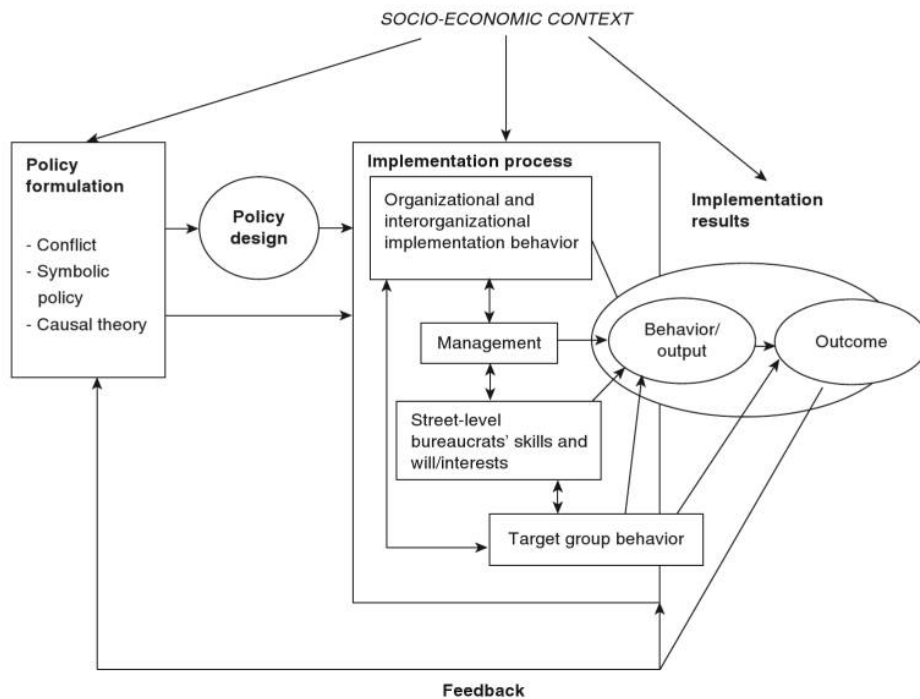 SOCIO-ECONOMIC CONTEXT
Policy
formulation
- Conflict
- Symbolic
policy
- Causal theory
Policy
design
Implementation process
Organizational and
interorganizational
implementation behavior
Management
Street-level
bureaucrats' skills and
will/interests
Target group behavior
Implementation
results
Behavior/
output
Outcome
Feedback